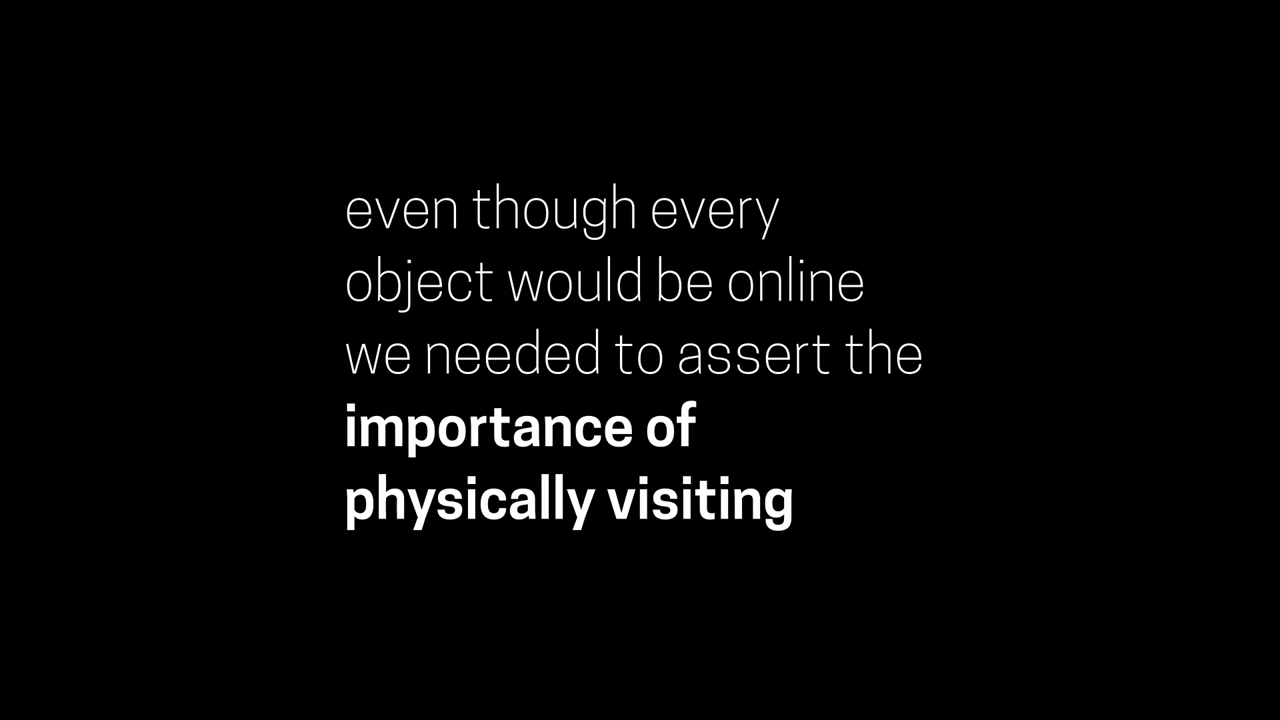 even though every
object would be online
we needed to assert the
importance of
physically visiting